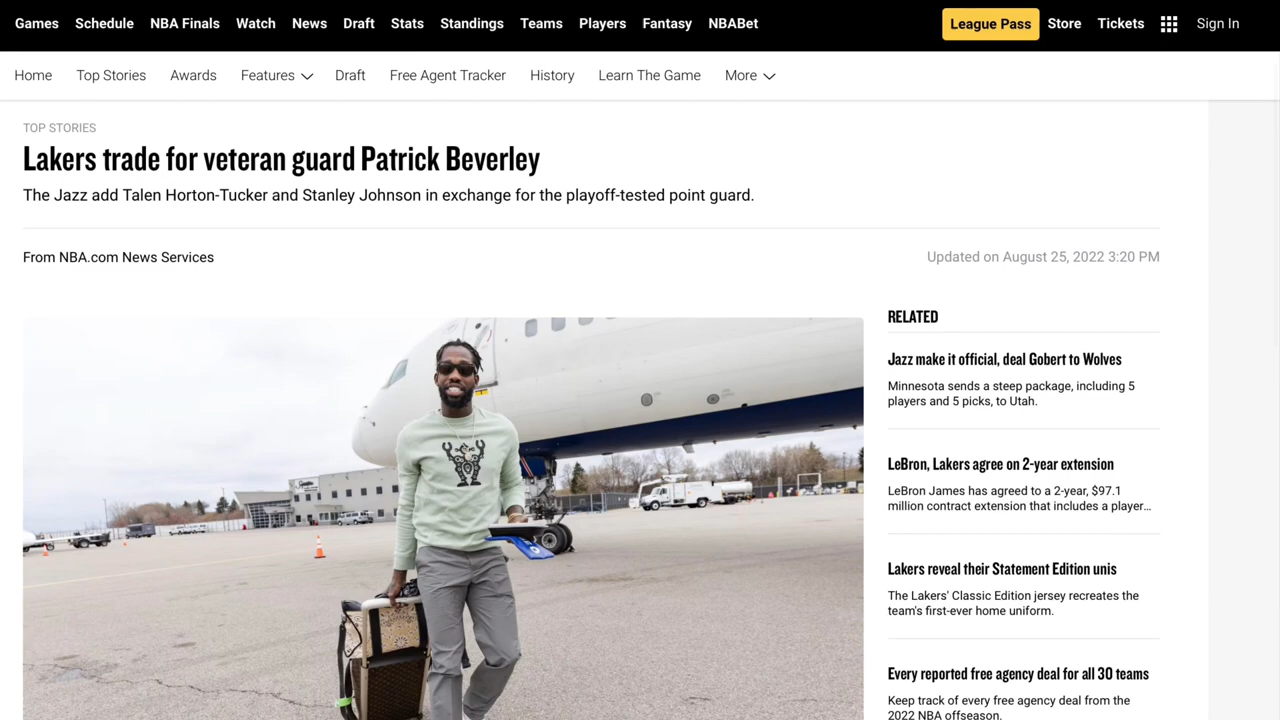 Games Schedule NBA Finals Watch News Draft Stats Standings Teams Players Fantasy NBABet League Pass Store Tickets Sign In
Home Top Stories Awards Features Draft Free Agent Tracker History Learn The Game More
TOP STORIES
Lakers trade for veteran guard Patrick Beverley
The Jazz add Talen Horton-Tucker and Stanley Johnson in exchange for the playoff-tested point guard.
From NBA.com News Services
Updated on August 25, 2022 3:20 PM
RELATED
Jazz make it official, deal Gobert to Wolves
Minnesota sends a steep package, including 5
players and 5 picks, to Utah.
LeBron, Lakers agree on 2-year extension
LeBron James has agreed to a 2-year, $97.1
million contract extension that includes a player...
Lakers reveal their Statement Edition unis
The Lakers' Classic Edition jersey recreates the
team's first-ever home uniform.
Every reported free agency deal for all 30 teams
Keep track of every free agency deal from the
2022 NBA offseason.